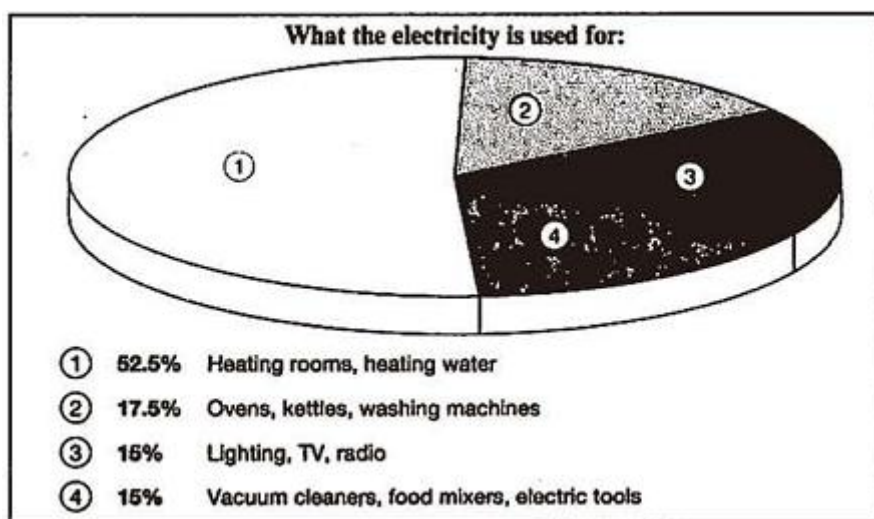 What the electricity is used for:
②
①
③
④
① 52.5% Heating rooms, heating water
② 17.5% Ovens, kettles, washing machines
③ 15% Lighting, TV, radio
④ 15% Vacuum cleaners, food mixers, electric tools